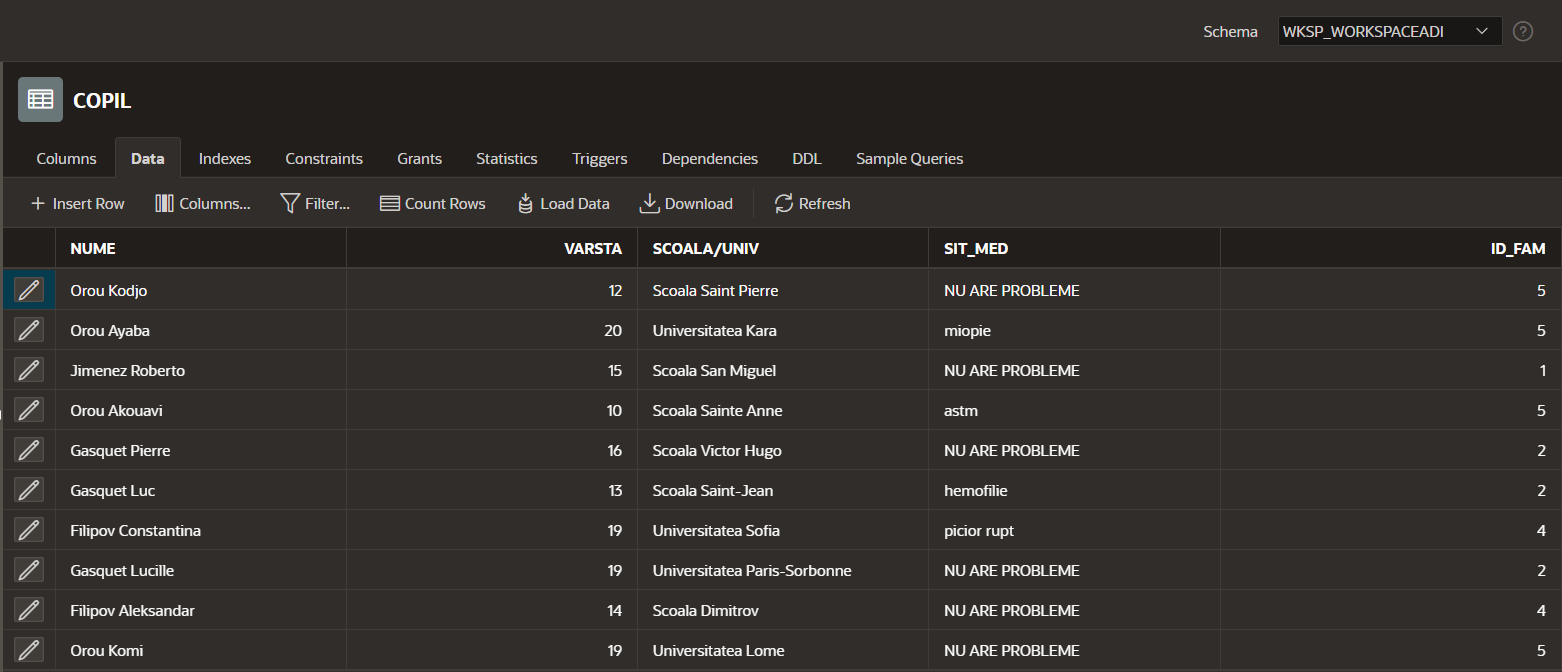 Schema WKSP_WORKSPACEADI ?
COPIL
Columns Data Indexes Constraints Grants Statistics Triggers Dependencies DDL Sample Queries
+ Insert Row Columns... Filter... Count Rows Load Data Download Refresh
NUME VARSTA SCOALA/UNIV SIT_MED ID_FAM
Orou Kodjo 12 Scoala Saint Pierre NU ARE PROBLEME 5
Orou Ayaba 20 Universitatea Kara miopie 5
Jimenez Roberto 15 Scoala San Miguel NU ARE PROBLEME 1
Orou Akouavi 10 Scoala Sainte Anne astm 5
Gasquet Pierre 16 Scoala Victor Hugo NU ARE PROBLEME 2
Gasquet Luc 13 Scoala Saint-Jean hemofilie 2
Filipov Constantina 19 Universitatea Sofia picior rupt 4
Gasquet Lucille 19 Universitatea Paris-Sorbonne NU ARE PROBLEME 2
Filipov Aleksandar 14 Scoala Dimitrov NU ARE PROBLEME 4
Orou Komi 19 Universitatea Lome NU ARE PROBLEME 5